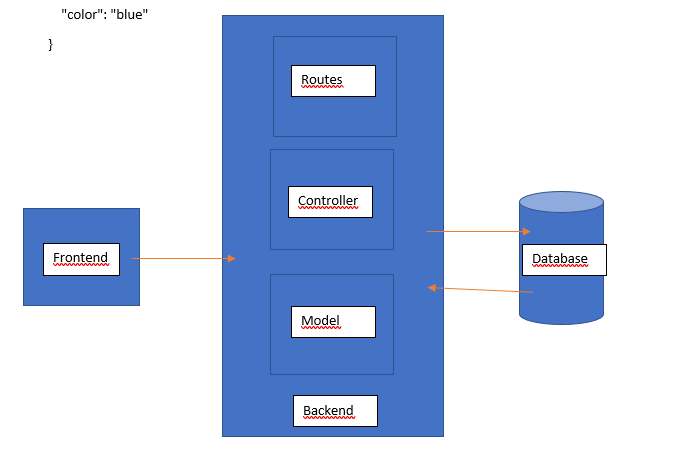 "color": "blue"
}
Routes
Controller
Frontend
Database
Model
Backend